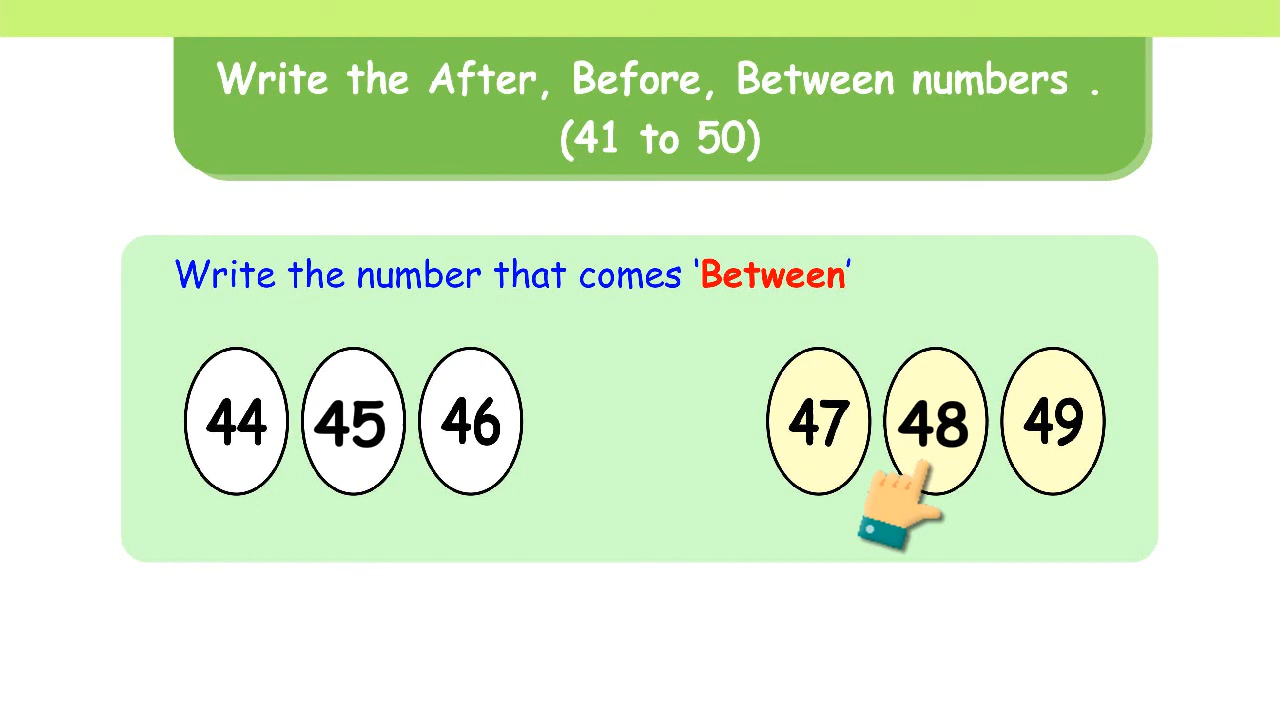 Write the After, Before, Between numbers .
(41 to 50)
Write the number that comes ‘Between’
44 45 46 47 48 49